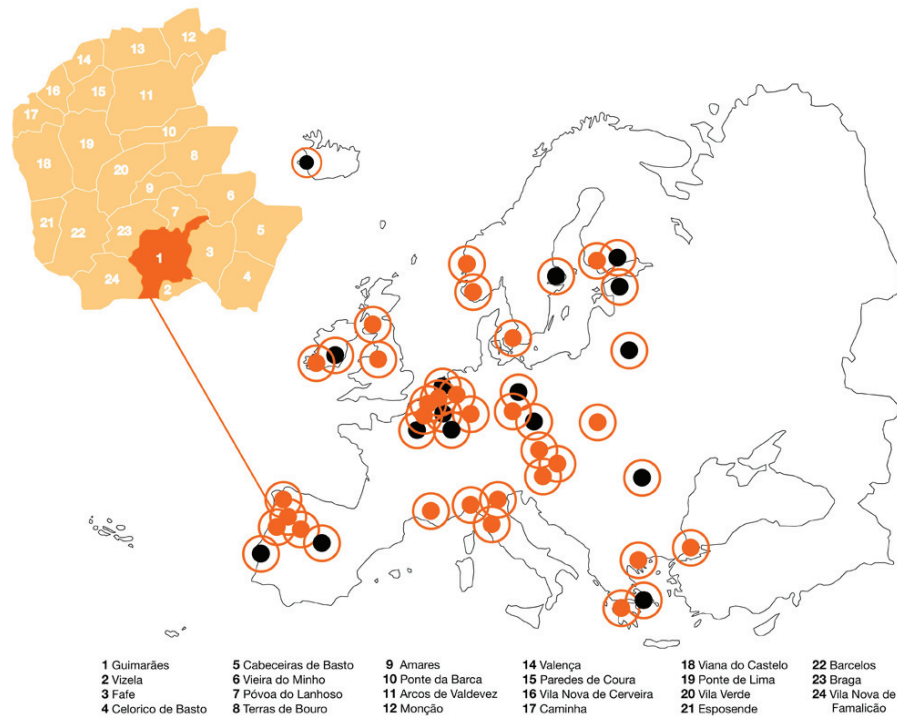 13
12
14
16
15
11
17
10
19
18
8
20
9
6
7
21
22
23
5
1
3
4
24
2
1 Guimarães
2 Vizela
3 Fafe
4 Celorico de Basto
5 Cabeceiras de Basto
6 Vieira do Minho
7 Póvoa do Lanhoso
8 Terras de Bouro
9 Amares
10 Ponte da Barca
11 Arcos de Valdevez
12 Monção
14 Valença
15 Paredes de Coura
16 Vila Nova de Cerveira
17 Caminha
18 Viana do Castelo
19 Ponte de Lima
20 Vila Verde
21 Esposende
22 Barcelos
23 Braga
24 Vila Nova de
Famalicão